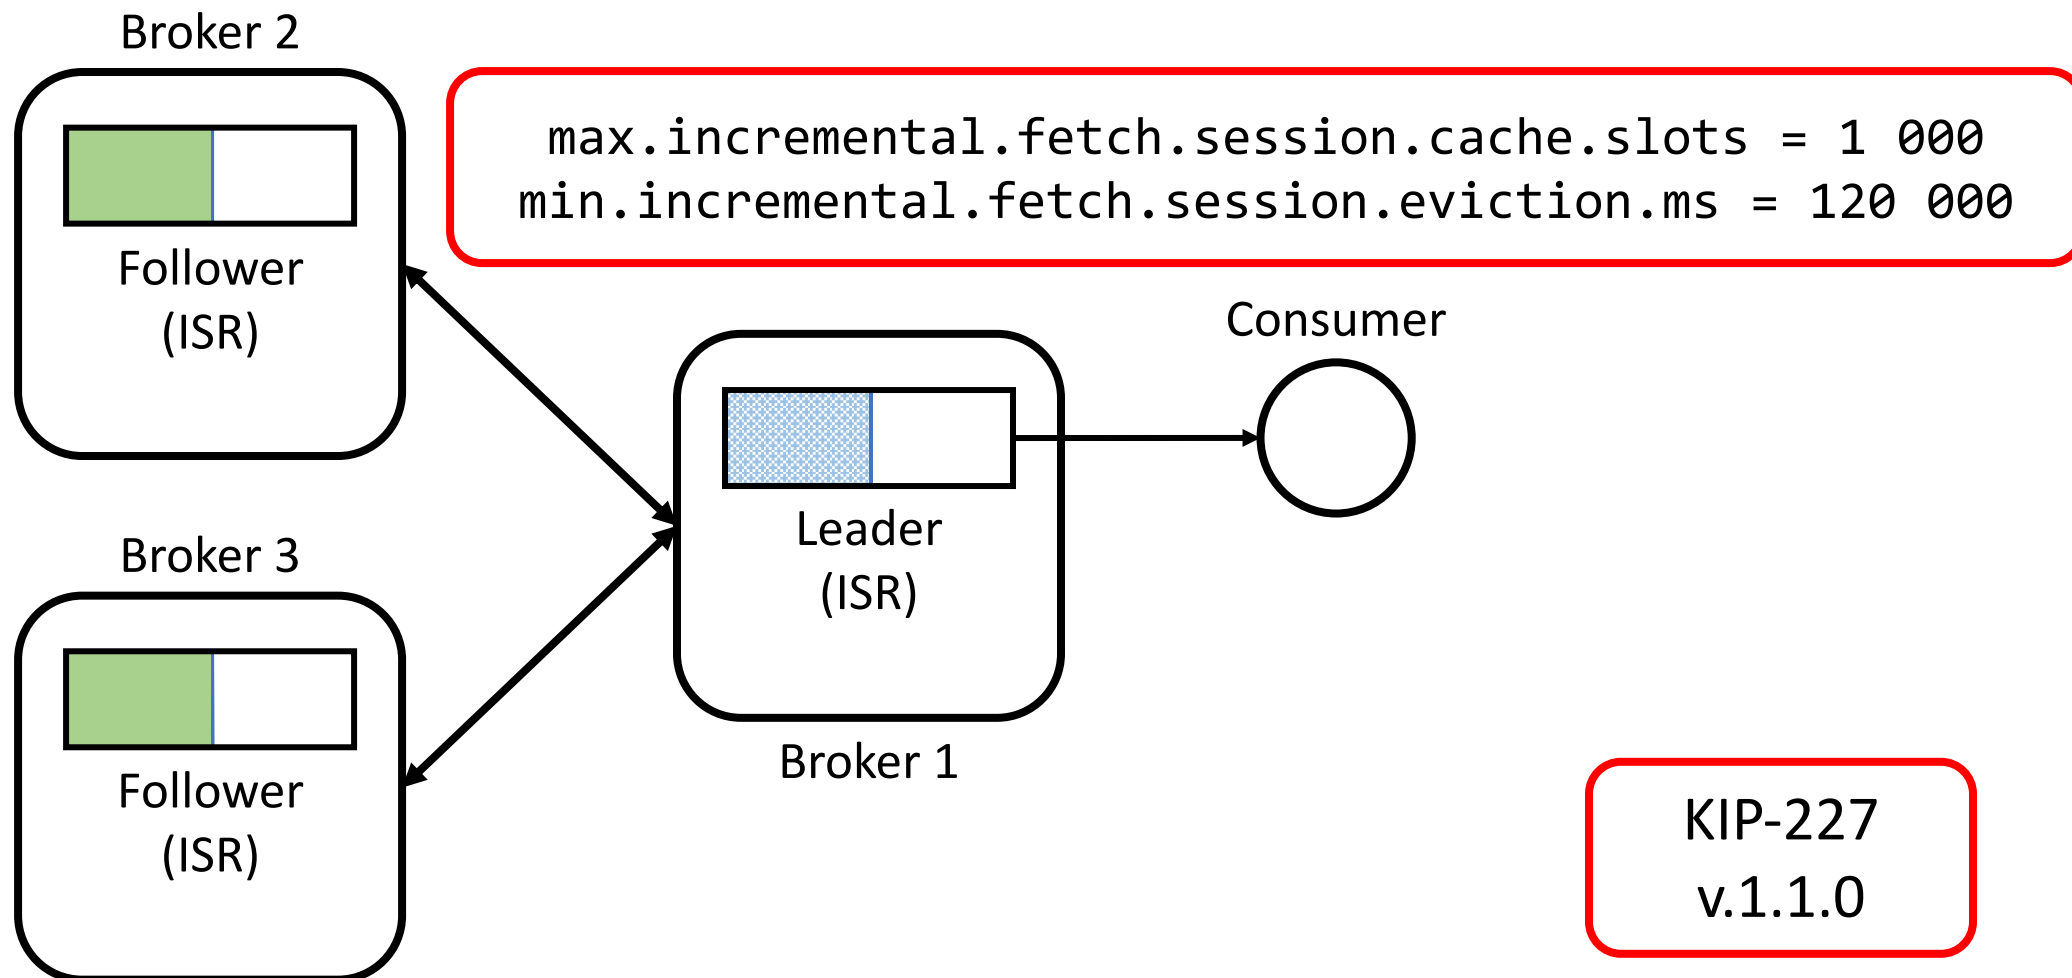 Broker 2
max.incremental.fetch.session.cache.slots = 1 000
min.incremental.fetch.session.eviction.ms = 120 000
Follower
(ISR)
Consumer
Leader
(ISR)
Broker 1
Broker 3
Follower
(ISR)
KIP-227
v.1.1.0